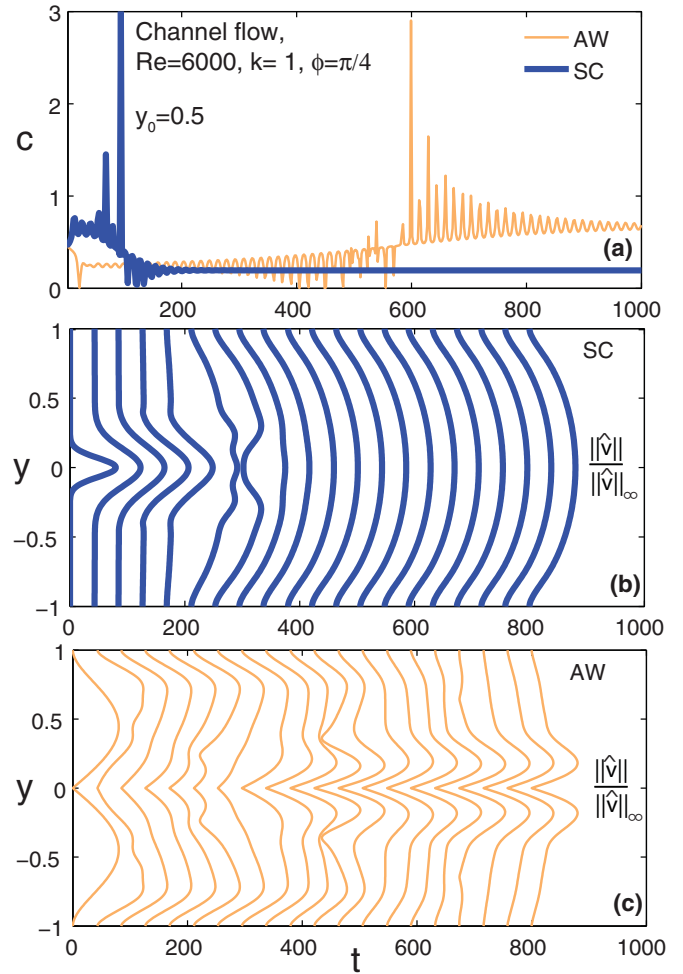 Channel flow,
Re=6000, k= 1, ϕ=π/4
y₀=0.5
AW
SC
3
2
1
0
c
(a)
200
400
600
800
1000
1
0.5
0
−0.5
−1
y
SC
||v̂||
||v̂||∞
(b)
0
200
400
600
800
1000
1
0.5
0
−0.5
−1
y
AW
||v̂||
||v̂||∞
(c)
0
200
400
600
800
1000
t